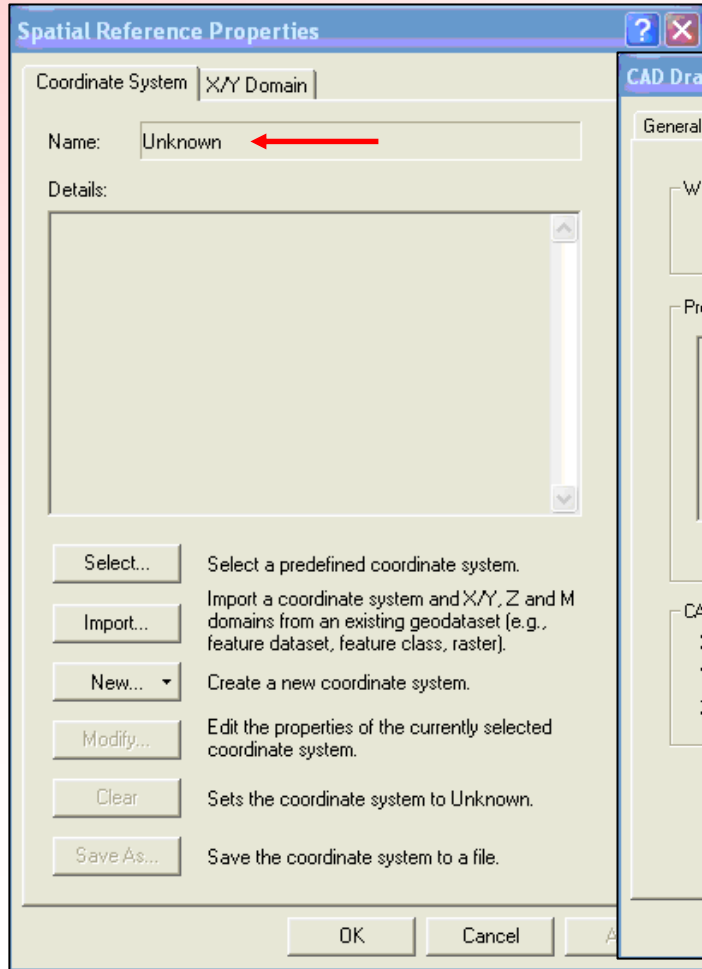 Spatial Reference Properties
Coordinate System
X/Y Domain
Name:
Unknown
Details:
Select...
Select a predefined coordinate system.
Import...
Import a coordinate system and X/Y, Z and M
domains from an existing geodataset (e.g.,
feature dataset, feature class, raster).
New...
Create a new coordinate system.
Modify...
Edit the properties of the currently selected
coordinate system.
Clear
Sets the coordinate system to Unknown.
Save As...
Save the coordinate system to a file.
OK
Cancel
CAD Dra
General
W
Pr
CA